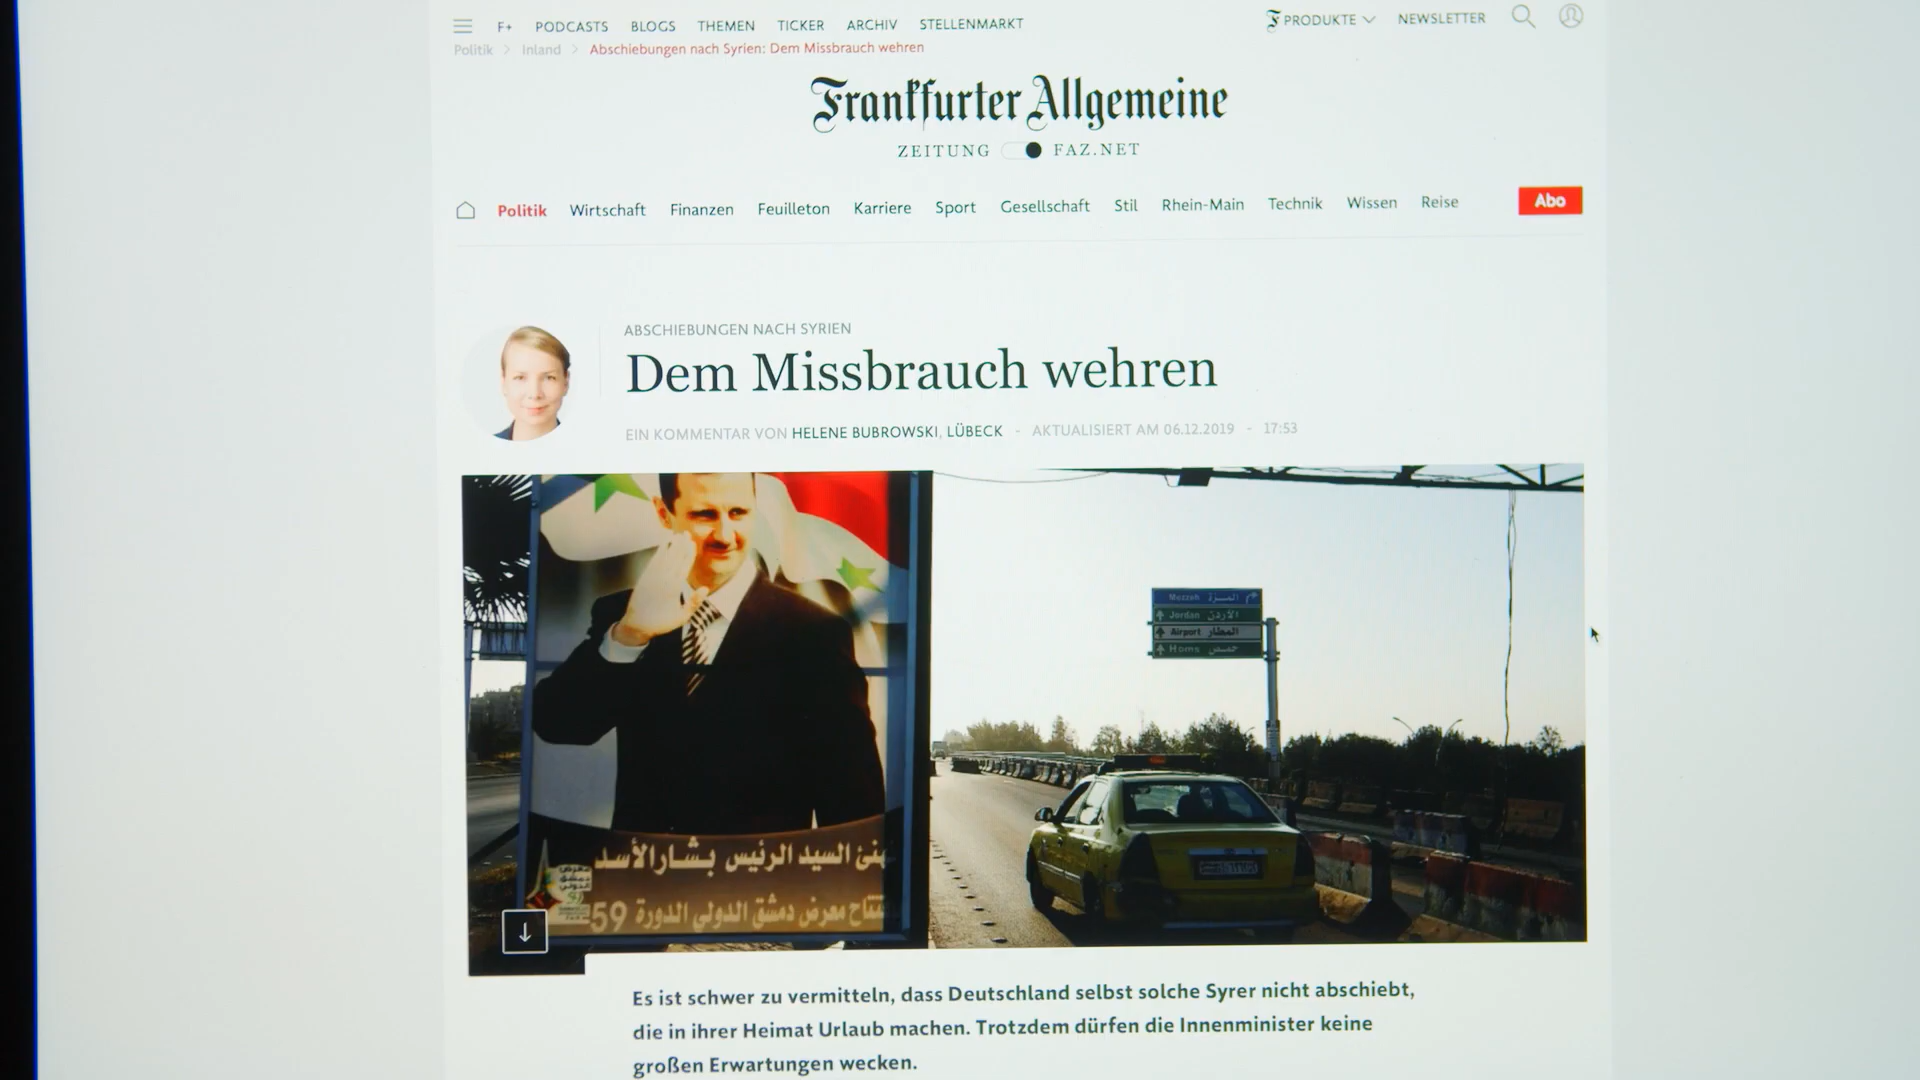 F+ PODCASTS BLOGS THEMEN TICKER ARCHIV STELLENMARKT PRODUKTE NEWSLETTER
Politik > Inland > Abschiebungen nach Syrien: Dem Missbrauch wehren
Frankfurter Allgemeine
ZEITUNG FAZ.NET
Politik Wirtschaft Finanzen Feuilleton Karriere Sport Gesellschaft Stil Rhein-Main Technik Wissen Reise Abo
ABSCHIEBUNGEN NACH SYRIEN
Dem Missbrauch wehren
EIN KOMMENTAR VON HELENE BUBROWSKI, LÜBECK - AKTUALISIERT AM 06.12.2019 - 17:53
Mezzeh المـزة
Jordan الأردن
Airport المطار
Homs حمـص
السيد الرئيس بشار الأسد
معرض دمشق الدولي الدورة 59
Es ist schwer zu vermitteln, dass Deutschland selbst solche Syrer nicht abschiebt,
die in ihrer Heimat Urlaub machen. Trotzdem dürfen die Innenminister keine
großen Erwartungen wecken.